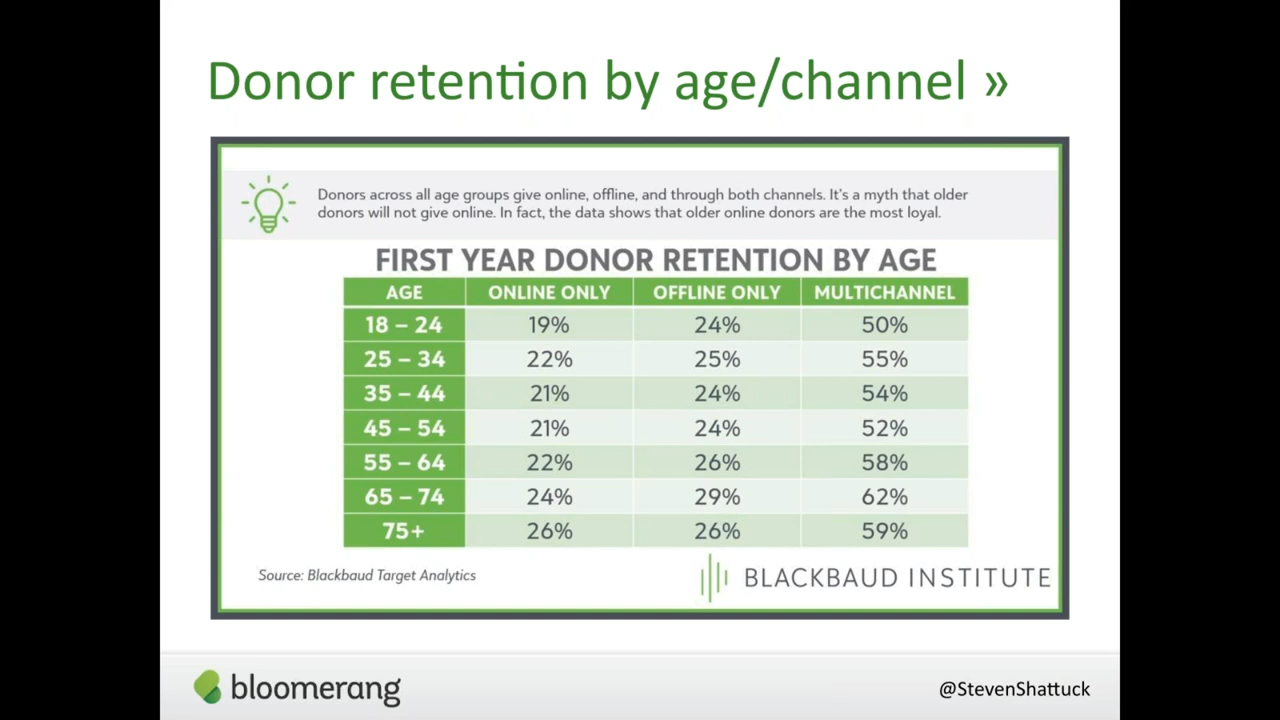 Donor retention by age/channel »
Donors across all age groups give online, offline, and through both channels. It's a myth that older
donors will not give online. In fact, the data shows that older online donors are the most loyal.
FIRST YEAR DONOR RETENTION BY AGE
AGE ONLINE ONLY OFFLINE ONLY MULTICHANNEL
18 – 24 19% 24% 50%
25 – 34 22% 25% 55%
35 – 44 21% 24% 54%
45 – 54 21% 24% 52%
55 – 64 22% 26% 58%
65 – 74 24% 29% 62%
75+ 26% 26% 59%
Source: Blackbaud Target Analytics
BLACKBAUD INSTITUTE
bloomerang
@StevenShattuck